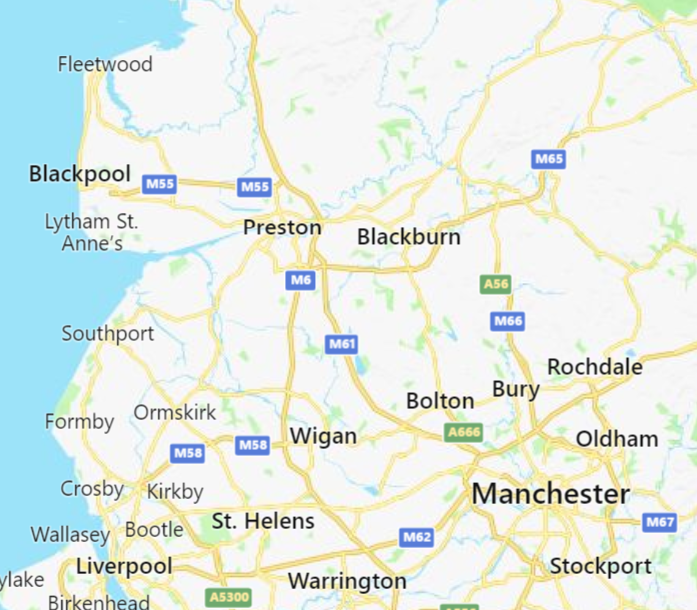 Fleetwood
M65
Blackpool
M55
M55
Lytham St.
Anne's
Preston
Blackburn
M6
A56
M66
Southport
M61
Rochdale
Bury
Bolton
Ormskirk
Formby
A666
Wigan
Oldham
M58
M58
Crosby
Kirkby
Manchester
St. Helens
M67
Bootle
Wallasey
M62
Liverpool
Stockport
ylake
Warrington
A5300
Birkenhead